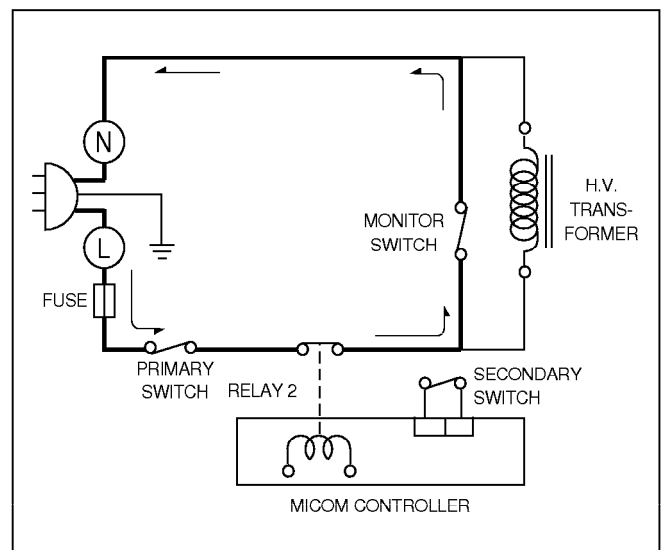 N
H.V.
TRANS-
FORMER
MONITOR
SWITCH
L
FUSE
PRIMARY
SWITCH
RELAY 2
SECONDARY
SWITCH
MICOM CONTROLLER